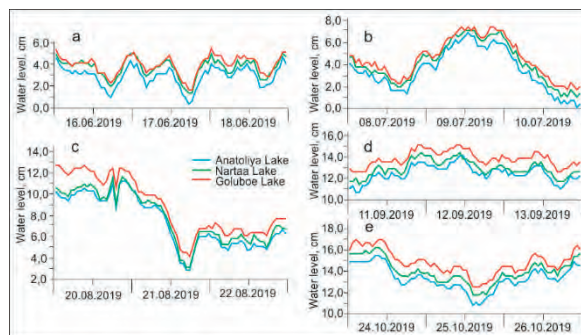 a
Water level, cm
6,0
4,0
2,0
0,0
16.06.2019 17.06.2019 18.06.2019
b
Water level, cm
8,0
6,0
4,0
2,0
0,0
08.07.2019 09.07.2019 10.07.2019
c
Water level, cm
14,0
12,0
10,0
8,0
6,0
4,0
2,0
Anatoliya Lake
Nartaa Lake
Goluboe Lake
20.08.2019 21.08.2019 22.08.2019
d
Water level, cm
16,0
14,0
12,0
10,0
11.09.2019 12.09.2019 13.09.2019
e
Water level, cm
18,0
16,0
14,0
12,0
10,0
24.10.2019 25.10.2019 26.10.2019